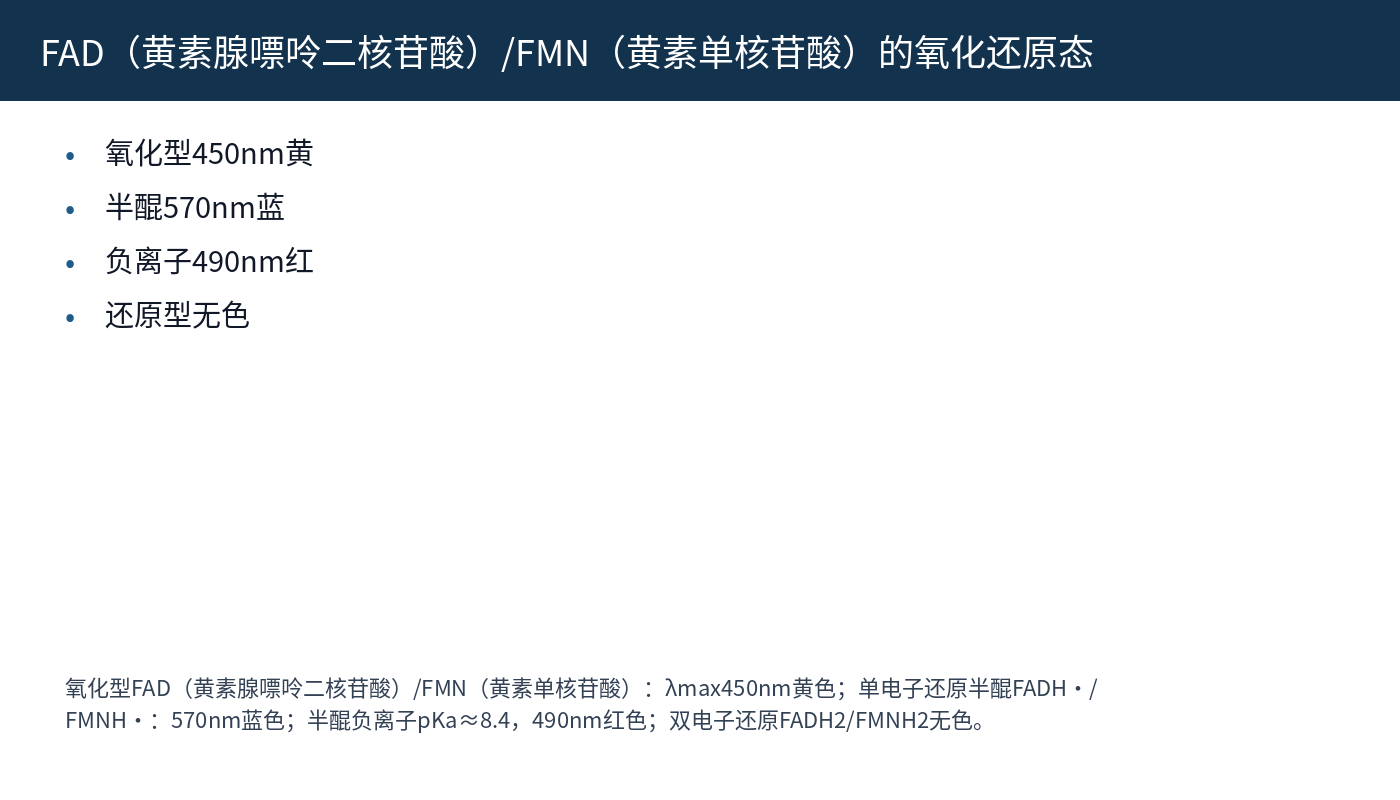 FAD（黄素腺嘌呤二核苷酸）/FMN（黄素单核苷酸）的氧化还原态
• 氧化型450nm黄
• 半醌570nm蓝
• 负离子490nm红
• 还原型无色
氧化型FAD（黄素腺嘌呤二核苷酸）/FMN（黄素单核苷酸）：λmax450nm黄色；单电子还原半醌FADH·/
FMNH·：570nm蓝色；半醌负离子pKa≈8.4，490nm红色；双电子还原FADH2/FMNH2无色。